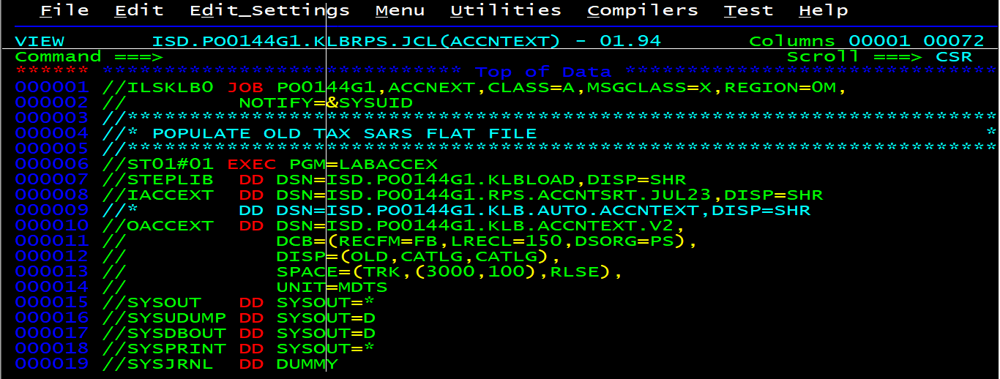 File  Edit  Edit_Settings  Menu  Utilities  Compilers  Test  Help
VIEW       ISD.PO0144G1.KLBRPS.JCL(ACCNTEXT) - 01.94       Columns 00001 00072
Command ===>                                                  Scroll ===> CSR
****** ****************************** Top of Data ******************************
000001 //ILSKLB0 JOB PO0144G1,ACCNEXT,CLASS=A,MSGCLASS=X,REGION=0M,
000002 //         NOTIFY=&SYSUID
000003 //**********************************************************************
000004 //* POPULATE OLD TAX SARS FLAT FILE                                    *
000005 //**********************************************************************
000006 //ST01#01 EXEC PGM=LABACCEX
000007 //STEPLIB  DD DSN=ISD.PO0144G1.KLBLOAD,DISP=SHR
000008 //IACCEXT  DD DSN=ISD.PO0144G1.RPS.ACCNTSRT.JUL23,DISP=SHR
000009 //*        DD DSN=ISD.PO0144G1.KLB.AUTO.ACCNTEXT,DISP=SHR
000010 //OACCEXT  DD DSN=ISD.PO0144G1.KLB.ACCNTEXT.V2,
000011 //            DCB=(RECFM=FB,LRECL=150,DSORG=PS),
000012 //            DISP=(OLD,CATLG,CATLG),
000013 //            SPACE=(TRK,(3000,100),RLSE),
000014 //            UNIT=MDTS
000015 //SYSOUT   DD SYSOUT=*
000016 //SYSUDUMP DD SYSOUT=D
000017 //SYSDBOUT DD SYSOUT=D
000018 //SYSPRINT DD SYSOUT=*
000019 //SYSJRNL  DD DUMMY